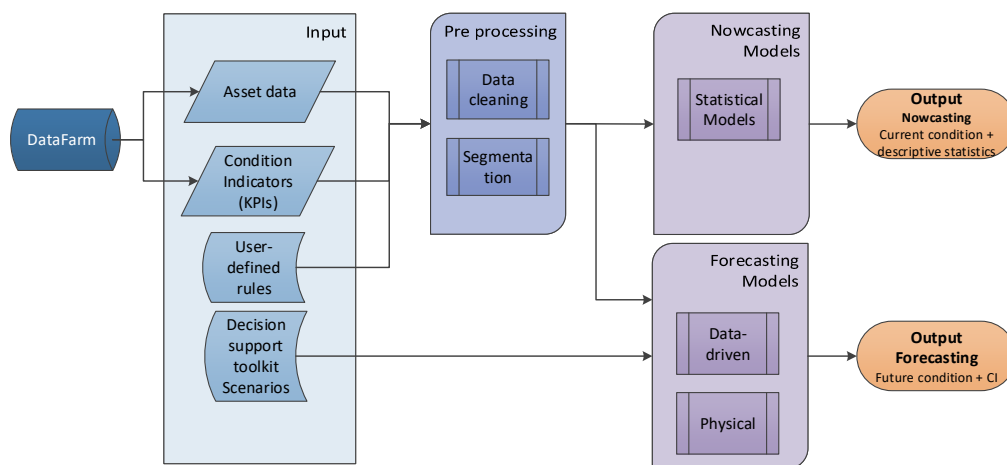 Input
Asset data
DataFarm
Condition
Indicators
(KPIs)
User-
defined
rules
Decision
support
toolkit
Scenarios
Pre processing
Data
cleaning
Segmenta
tion
Nowcasting
Models
Statistical
Models
Forecasting
Models
Data-
driven
Physical
Output
Nowcasting
Current condition +
descriptive statistics
Output
Forecasting
Future condition + CI